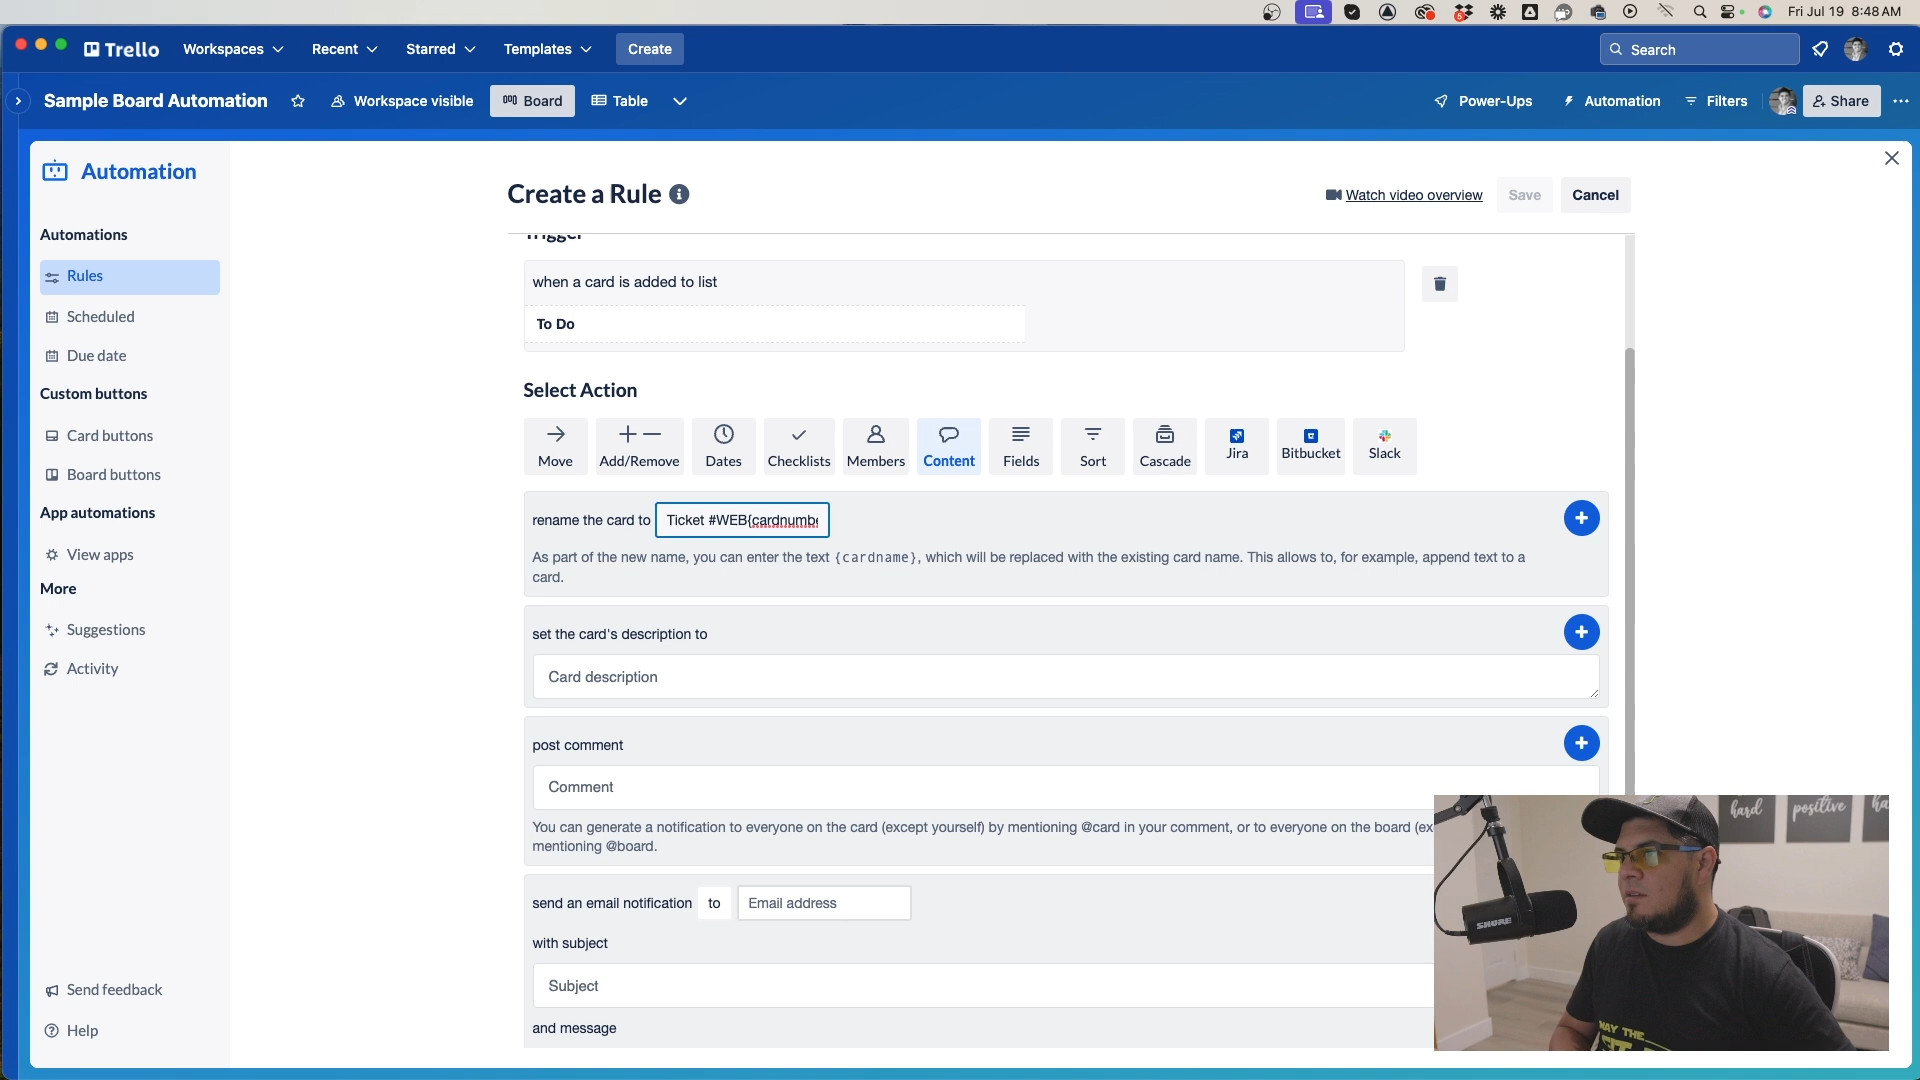 Fri Jul 19 8:48 AM
Trello
Workspaces
Recent
Starred
Templates
Create
Search
Sample Board Automation
Workspace visible
Board
Table
Power-Ups
Automation
Filters
Share
Automation
Automations
Rules
Scheduled
Due date
Custom buttons
Card buttons
Board buttons
App automations
View apps
More
Suggestions
Activity
Send feedback
Help
Create a Rule
Watch video overview
Save
Cancel
Trigger
when a card is added to list
To Do
Select Action
Move
Add/Remove
Dates
Checklists
Members
Content
Fields
Sort
Cascade
Jira
Bitbucket
Slack
rename the card to Ticket #WEB{cardnumbe
As part of the new name, you can enter the text {cardname}, which will be replaced with the existing card name. This allows to, for example, append text to a
card.
set the card's description to
Card description
post comment
Comment
You can generate a notification to everyone on the card (except yourself) by mentioning @card in your comment, or to everyone on the board (ex
mentioning @board.
send an email notification to Email address
with subject
Subject
and message
hard
positive
ha
SHURE
MAY THE